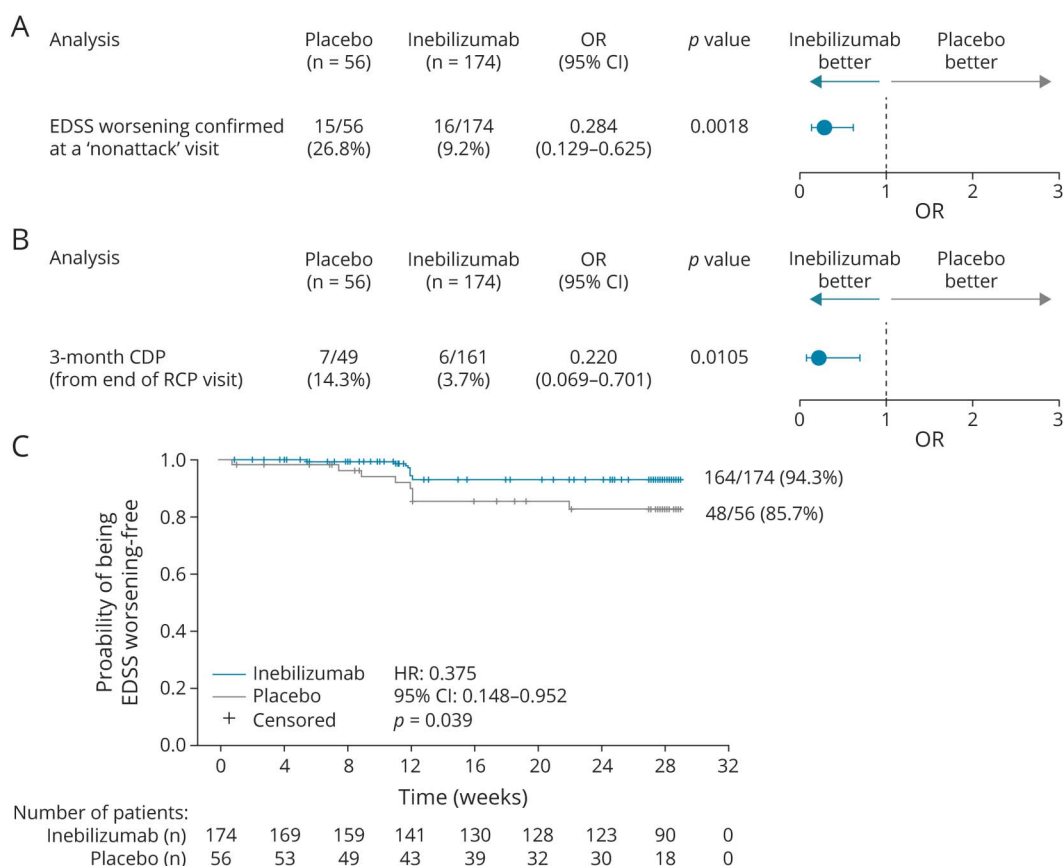 A
Analysis Placebo Inebilizumab OR p value Inebilizumab Placebo
(n = 56) (n = 174) (95% CI) better better
EDSS worsening confirmed 15/56 16/174 0.284 0.0018
at a ‘nonattack’ visit (26.8%) (9.2%) (0.129–0.625)
0 1 2 3
OR
B
Analysis Placebo Inebilizumab OR p value Inebilizumab Placebo
(n = 56) (n = 174) (95% CI) better better
3-month CDP 7/49 6/161 0.220 0.0105
(from end of RCP visit) (14.3%) (3.7%) (0.069–0.701)
0 1 2 3
OR
C
Proability of being
EDSS worsening-free
1.0
0.8
0.6
0.4
0.2
0.0
164/174 (94.3%)
48/56 (85.7%)
Inebilizumab HR: 0.375
Placebo 95% CI: 0.148–0.952
+ Censored p = 0.039
0 4 8 12 16 20 24 28 32
Time (weeks)
Number of patients:
Inebilizumab (n) 174 169 159 141 130 128 123 90 0
Placebo (n) 56 53 49 43 39 32 30 18 0